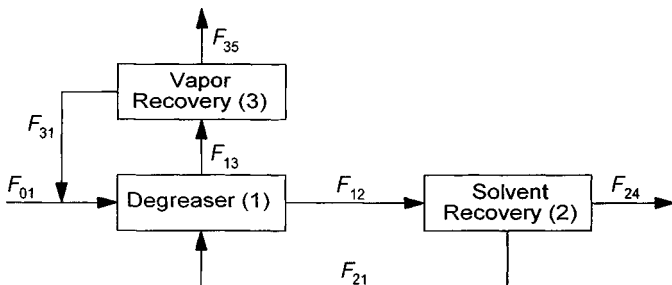 F35
Vapor
Recovery (3)
F31
F13
F01
Degreaser (1)
F12
Solvent
Recovery (2)
F24
F21